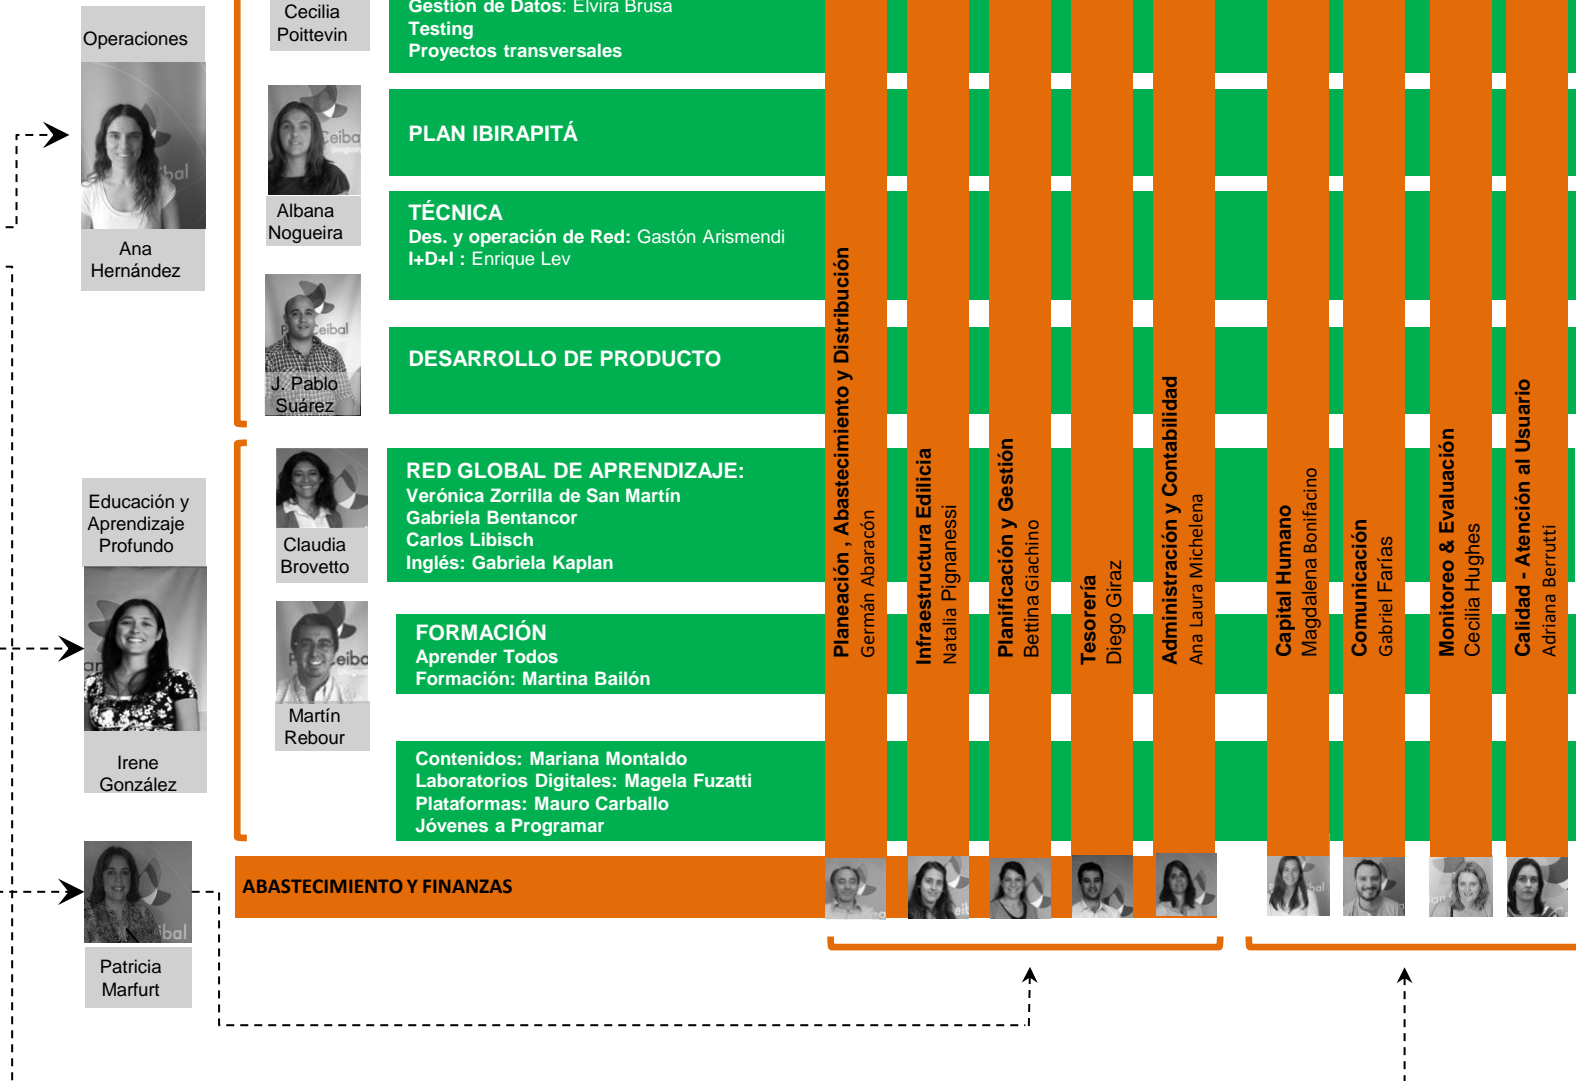 Gestión de Datos: Elvira Brusa
Testing
Proyectos transversales
Cecilia
Poittevin
Operaciones
Ana
Hernández
PLAN IBIRAPITÁ
Albana
Nogueira
TÉCNICA
Des. y operación de Red: Gastón Arismendi
I+D+I : Enrique Lev
J. Pablo
Suárez
DESARROLLO DE PRODUCTO
Educación y
Aprendizaje
Profundo
Irene
González
Claudia
Brovetto
RED GLOBAL DE APRENDIZAJE:
Verónica Zorrilla de San Martín
Gabriela Bentancor
Carlos Libisch
Inglés: Gabriela Kaplan
Martín
Rebour
FORMACIÓN
Aprender Todos
Formación: Martina Bailón
Contenidos: Mariana Montaldo
Laboratorios Digitales: Magela Fuzatti
Plataformas: Mauro Carballo
Jóvenes a Programar
Planeación , Abastecimiento y Distribución
Germán Abaracón
Infraestructura Edilicia
Natalia Pignanessi
Planificación y Gestión
Bettina Giachino
Tesorería
Diego Giraz
Administración y Contabilidad
Ana Laura Michelena
Capital Humano
Magdalena Bonifacino
Comunicación
Gabriel Farías
Monitoreo & Evaluación
Cecilia Hughes
Calidad - Atención al Usuario
Adriana Berrutti
ABASTECIMIENTO Y FINANZAS
Patricia
Marfurt